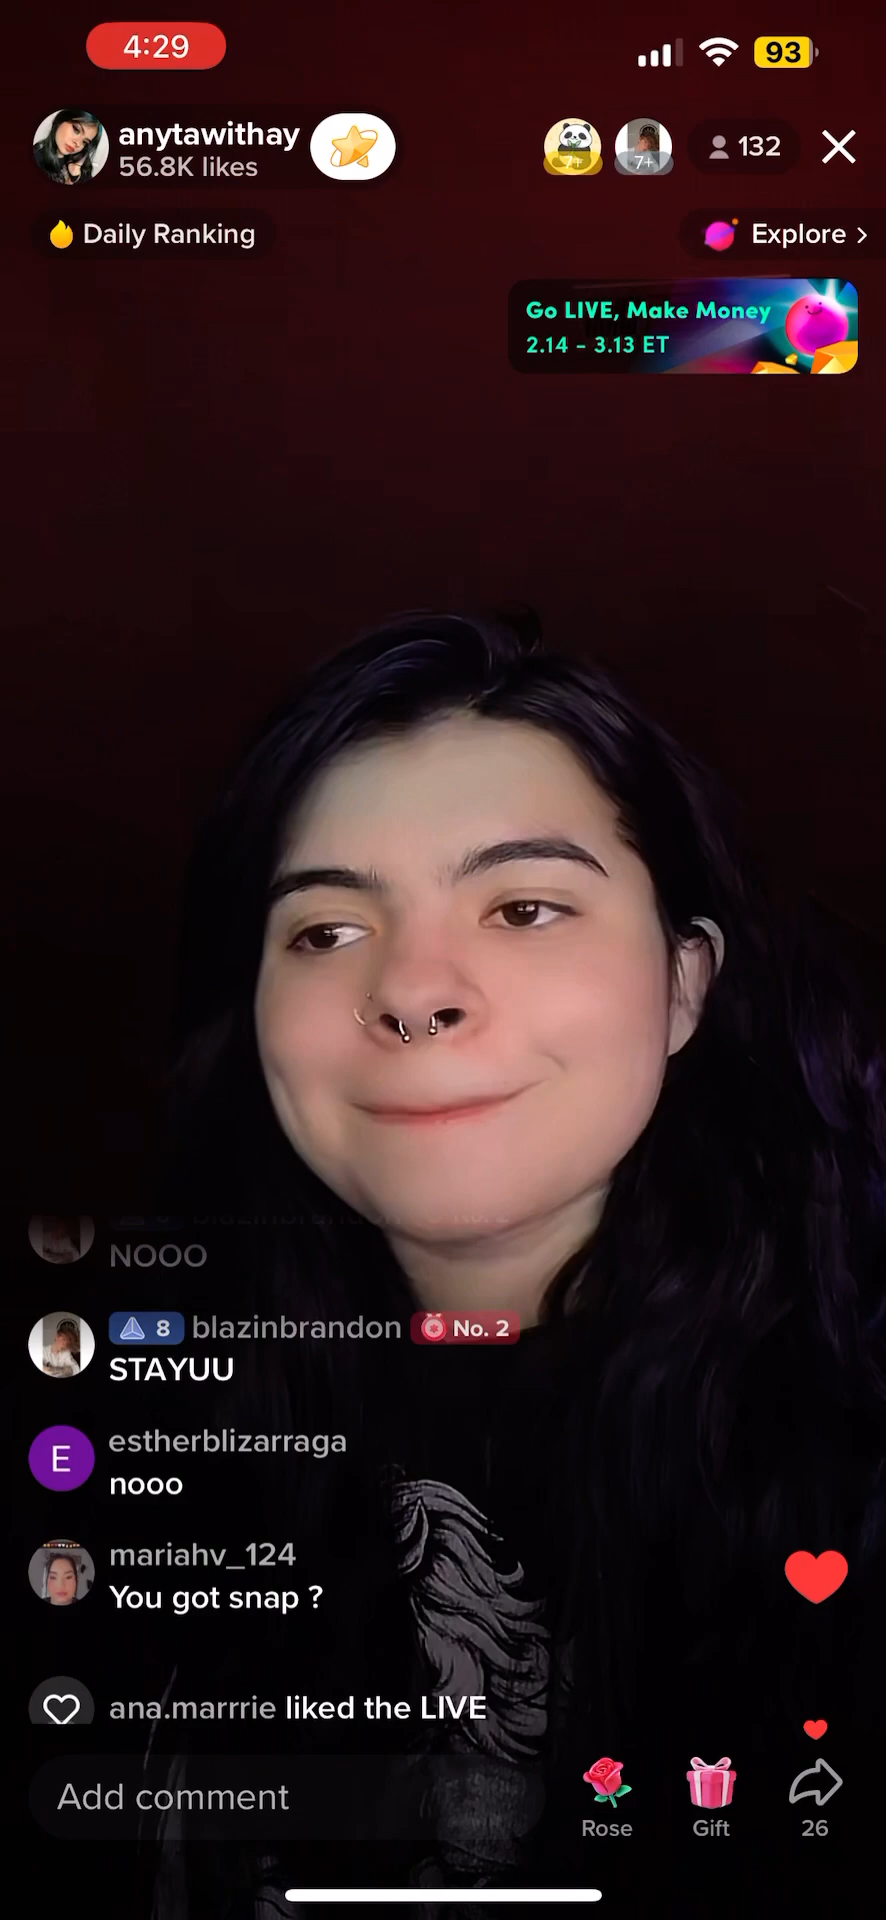 4:29
93
anytawithay
56.8K likes
7+
7+
132
Daily Ranking
Explore >
Go LIVE, Make Money
2.14 - 3.13 ET
NOOO
8 blazinbrandon No. 2
STAYUU
E
estherblizarraga
nooo
mariahv_124
You got snap ?
ana.marrrie liked the LIVE
Add comment
Rose
Gift
26